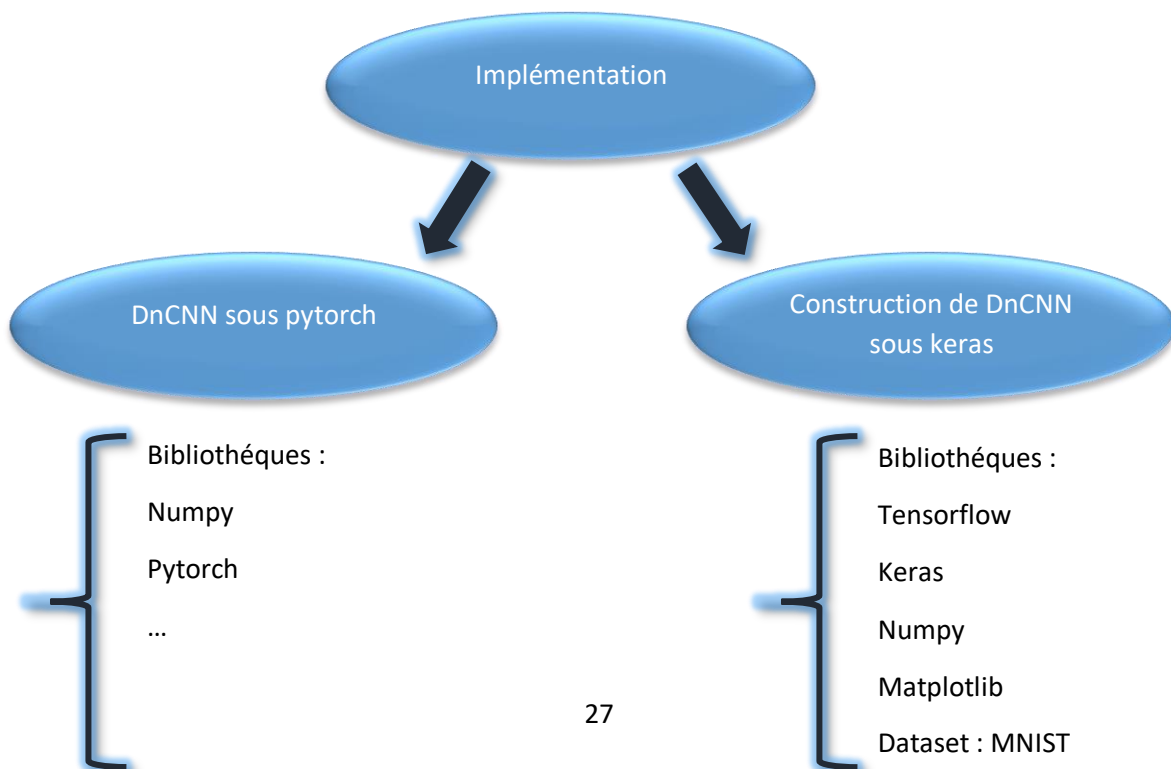 Implémentation
DnCNN sous pytorch
Construction de DnCNN
sous keras
Bibliothéques :
Numpy
Pytorch
…
Bibliothéques :
Tensorflow
Keras
Numpy
Matplotlib
Dataset : MNIST
27